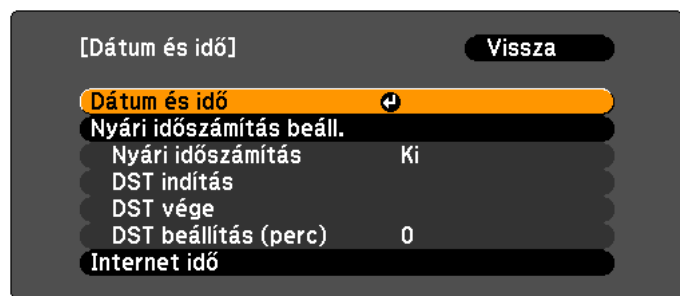 [Dátum és idő]
Vissza
Dátum és idő
Nyári időszámítás beáll.
Nyári időszámítás Ki
DST indítás
DST vége
DST beállítás (perc) 0
Internet idő